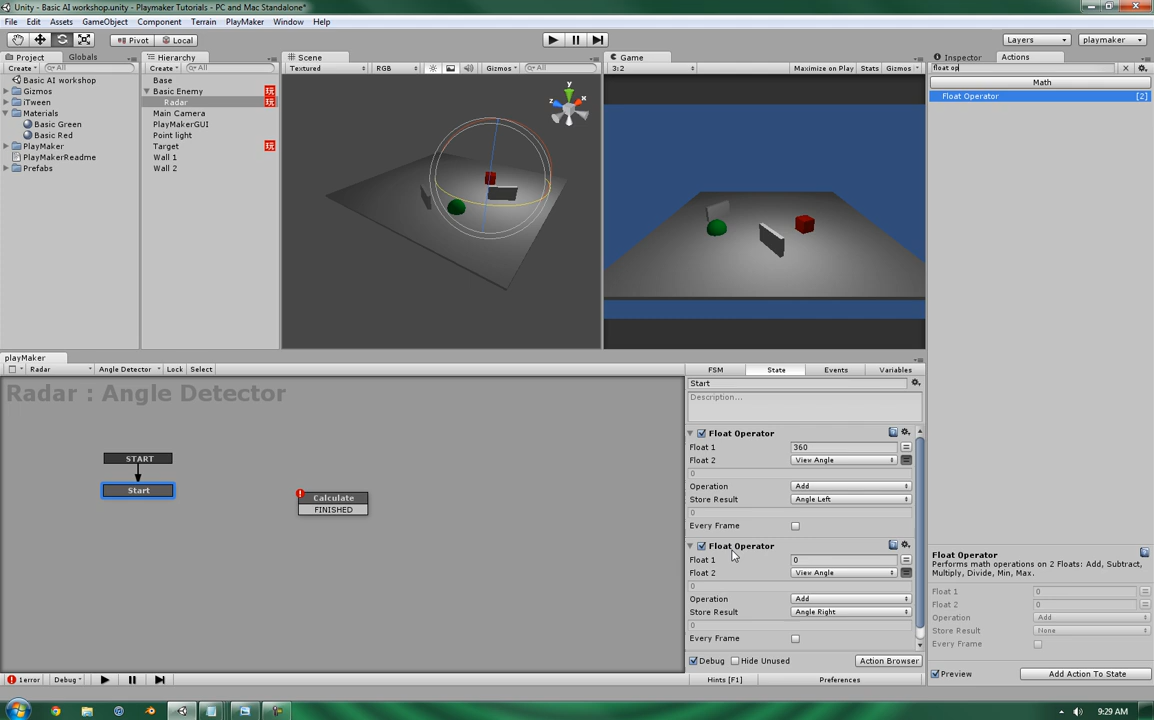 Unity - Basic AI workshop.unity - Playmaker Tutorials - PC and Mac Standalone*
File Edit Assets GameObject Component Terrain PlayMaker Window Help
Pivot Local Layers playmaker
Project Globals Hierarchy Scene Game Inspector Actions
Create All Create All Textured RGB Gizmos All 3:2 Maximize on Play Stats Gizmos float op
Basic AI workshop
Gizmos
iTween
Materials
Basic Green
Basic Red
PlayMaker
PlayMakerReadme
Prefabs
Base
Basic Enemy 玩
Radar 玩
Main Camera
PlayMakerGUI
Point light
Target 玩
Wall 1
Wall 2
y
x
z
Math
Float Operator [2]
playMaker
Radar Angle Detector Lock Select
Radar : Angle Detector
START
Start
Calculate
FINISHED
FSM State Events Variables
Start
Description...
Float Operator
Float 1 360
Float 2 View Angle
0
Operation Add
Store Result Angle Left
0
Every Frame
Float Operator
Float 1 0
Float 2 View Angle
0
Operation Add
Store Result Angle Right
0
Every Frame
Debug Hide Unused Action Browser
Hints [F1] Preferences
1error Debug
Float Operator
Performs math operations on 2 Floats: Add, Subtract,
Multiply, Divide, Min, Max.
Float 1 0
Float 2 0
Operation Add
Store Result None
Every Frame
Preview Add Action To State
9:29 AM